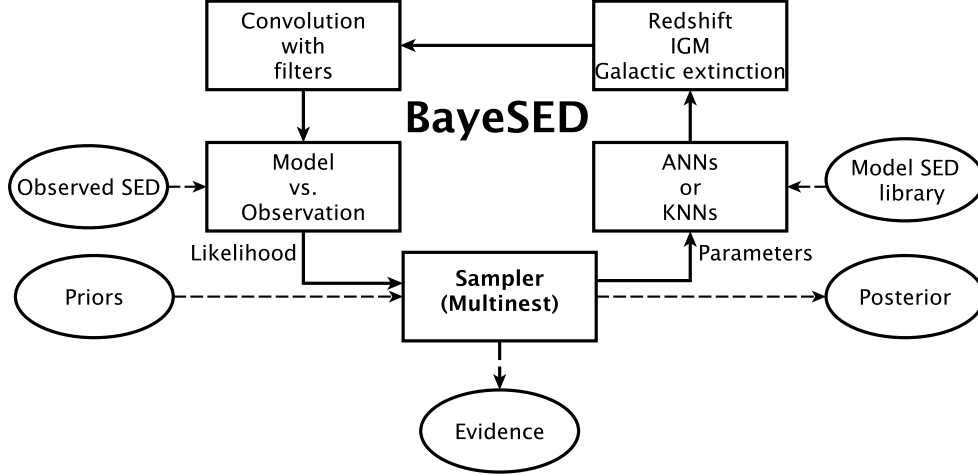 Convolution
with
filters
Redshift
IGM
Galactic extinction
BayeSED
Observed SED
Model
vs.
Observation
ANNs
or
KNNs
Model SED
library
Likelihood
Parameters
Priors
Sampler
(Multinest)
Posterior
Evidence